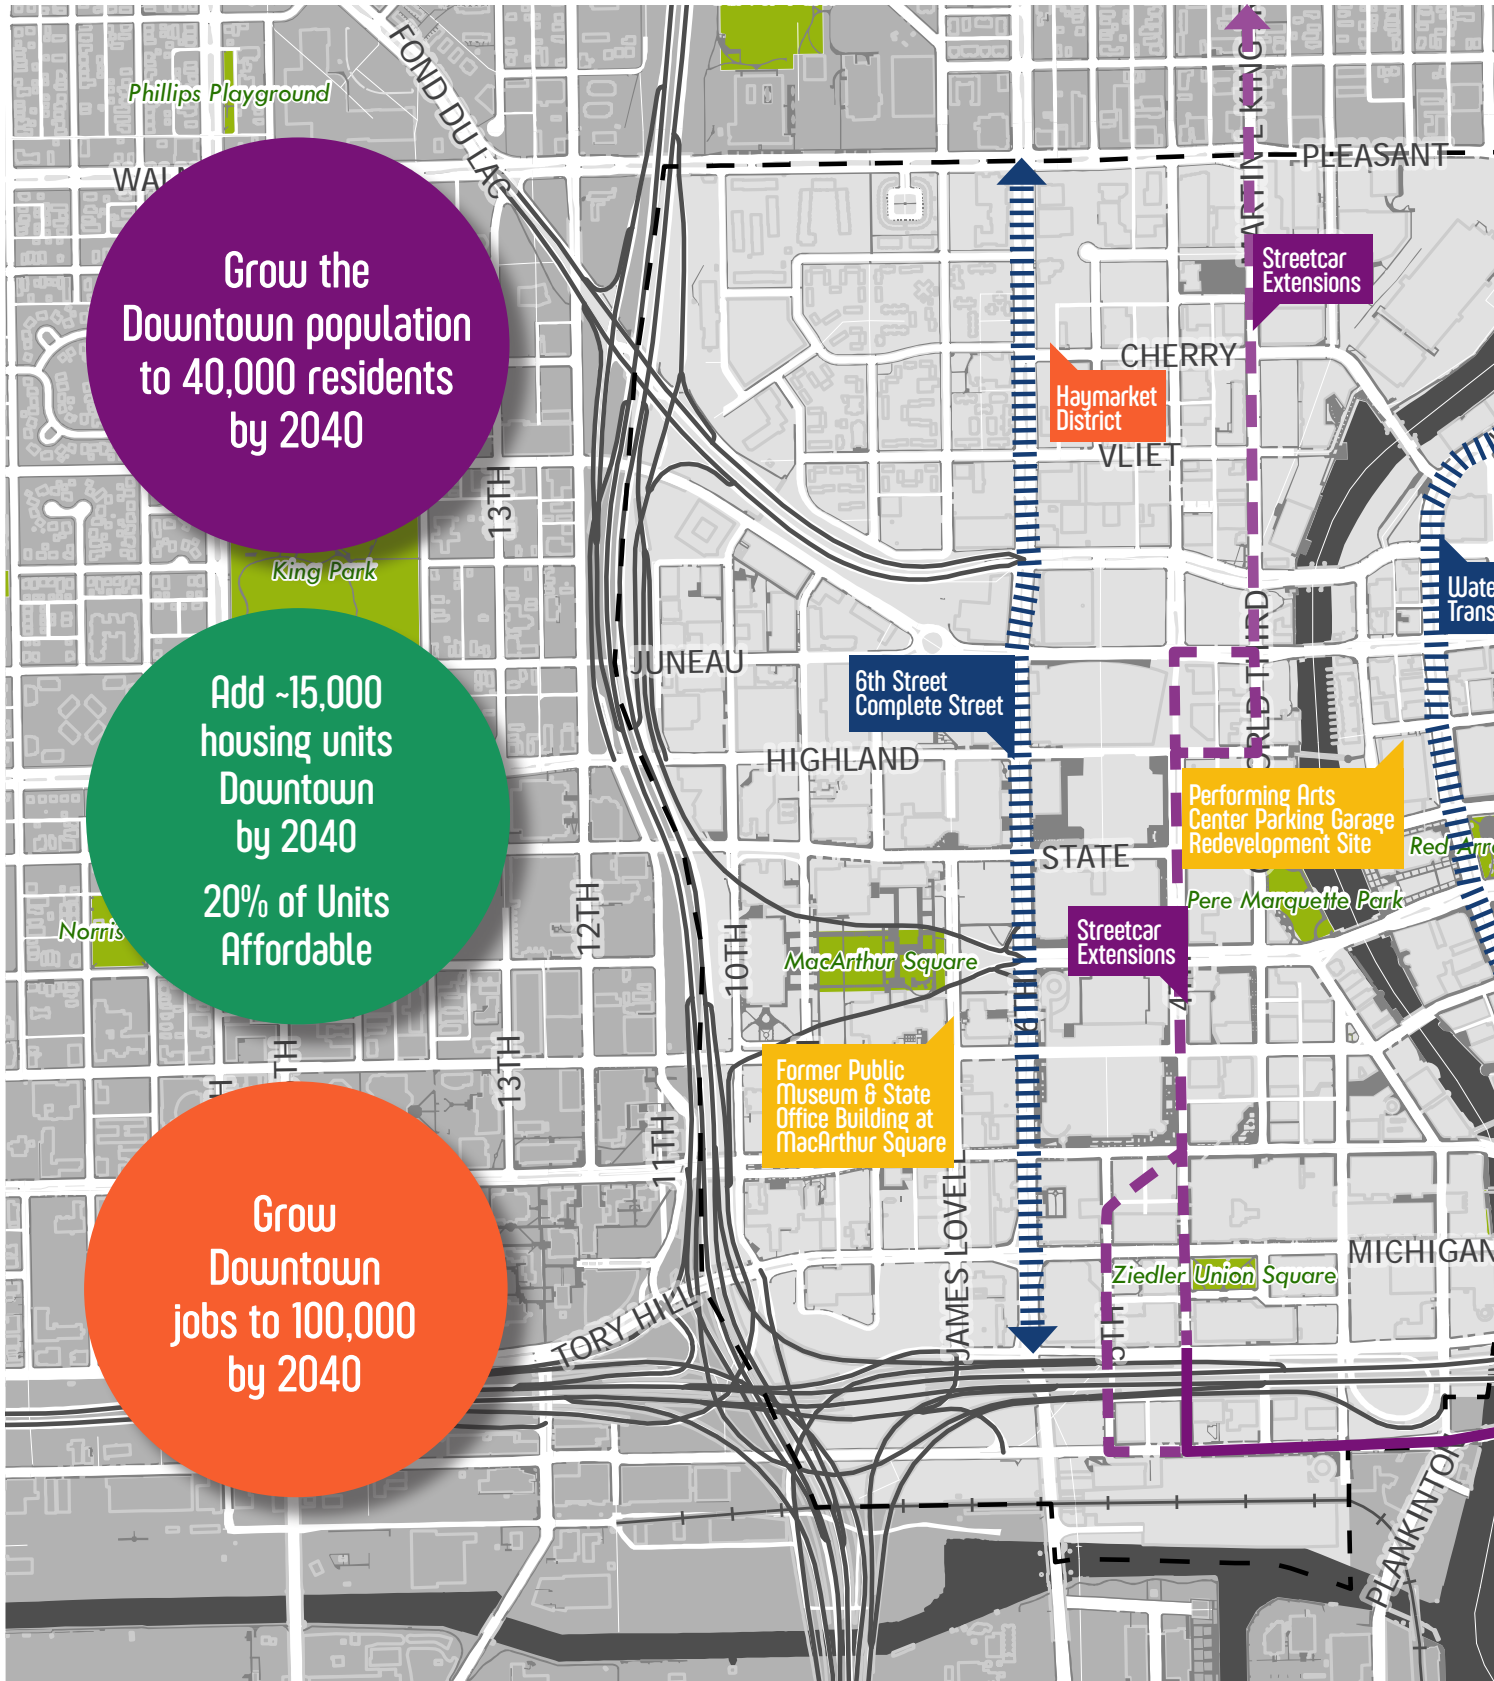 FOND DU LAC
Phillips Playground
MARTIN L KING
PLEASANT
Grow the
Downtown population
to 40,000 residents
by 2040
Streetcar
Extensions
CHERRY
Haymarket
District
VLIET
13TH
King Park
Add ~15,000
housing units
Downtown
by 2040
20% of Units
Affordable
JUNEAU
6th Street
Complete Street
HIGHLAND
Performing Arts
Center Parking Garage
Redevelopment Site
STATE
Pere Marquette Park
Norris
12TH
10TH
MacArthur Square
Streetcar
Extensions
Former Public
Museum & State
Office Building at
MacArthur Square
13TH
11TH
JAMES LOVELL
Grow
Downtown
jobs to 100,000
by 2040
MICHIGAN
Ziedler Union Square
5TH
TORY HILL
PLANKINTON